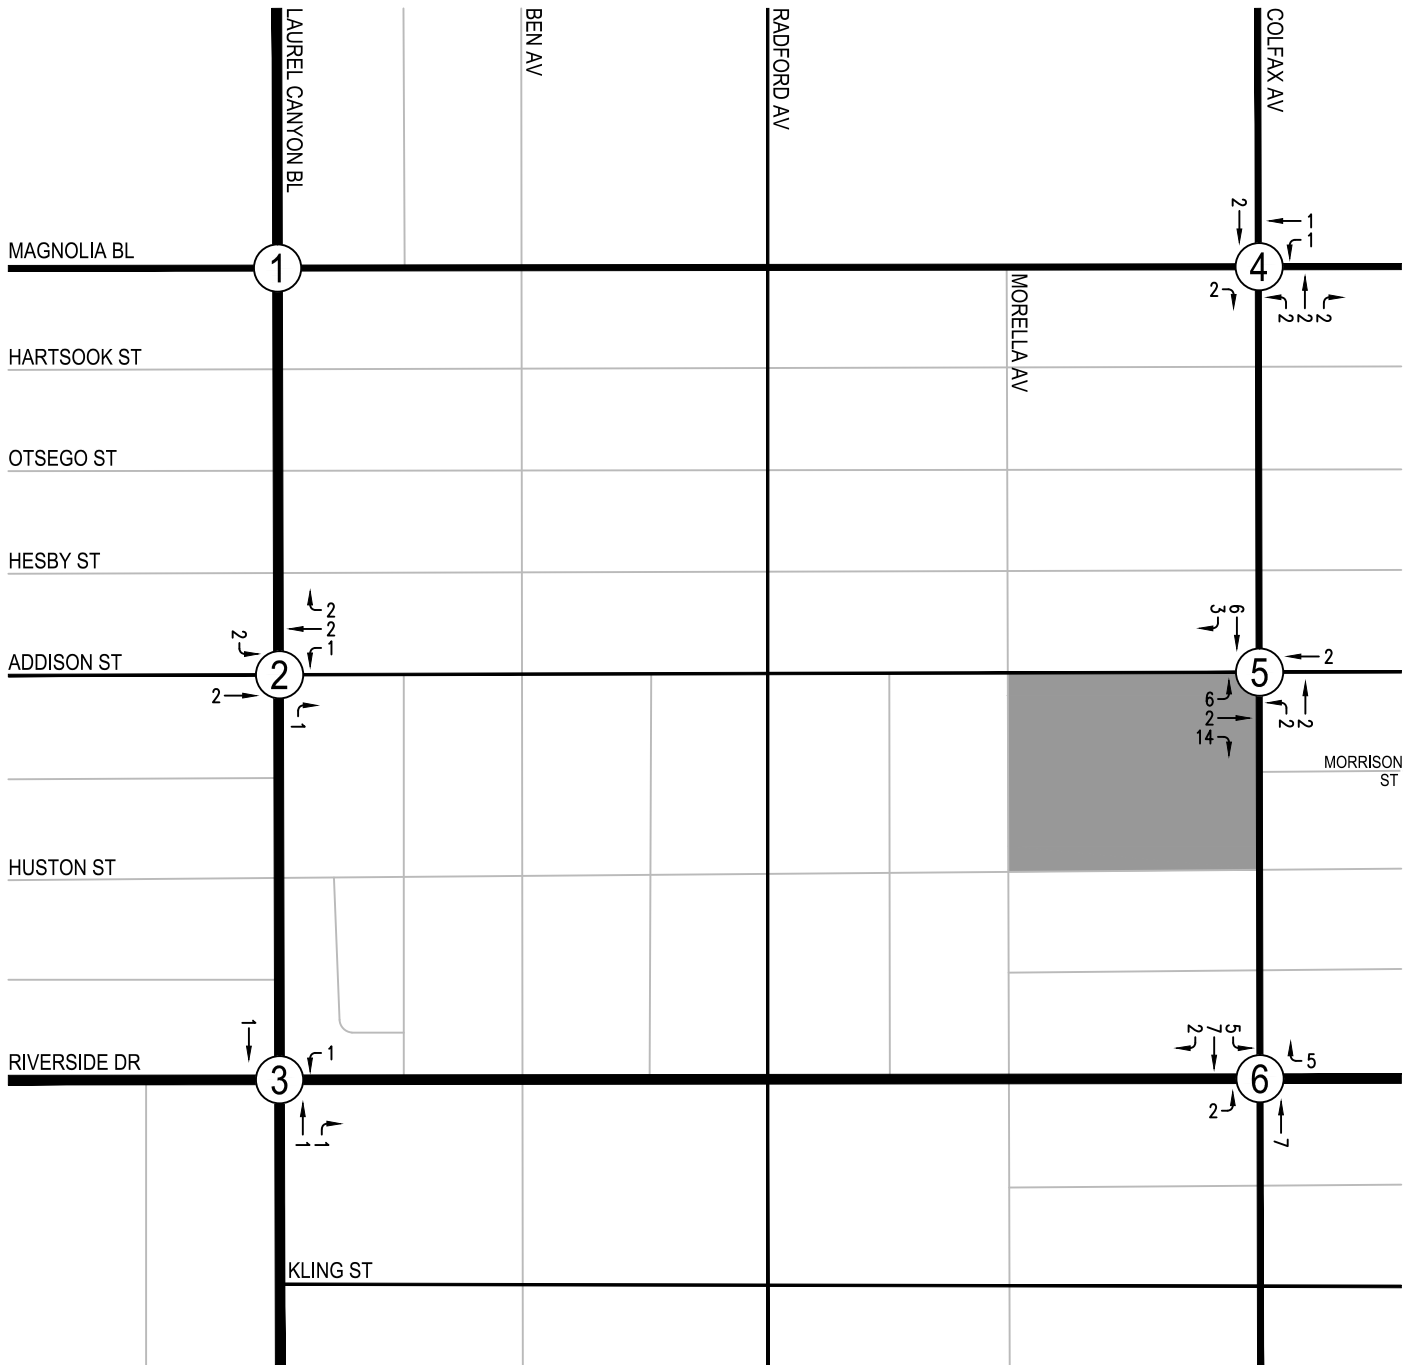 LAUREL CANYON BL
BEN AV
RADFORD AV
COLFAX AV
MAGNOLIA BL
1
2
1
1
4
2
2
2
2
MORELLA AV
HARTSOOK ST
OTSEGO ST
HESBY ST
2
2
1
2
ADDISON ST
2
2
1
3
6
5
2
6
2
14
2
2
MORRISON
ST
HUSTON ST
1
RIVERSIDE DR
3
1
1
1
2
7
5
5
6
2
7
KLING ST